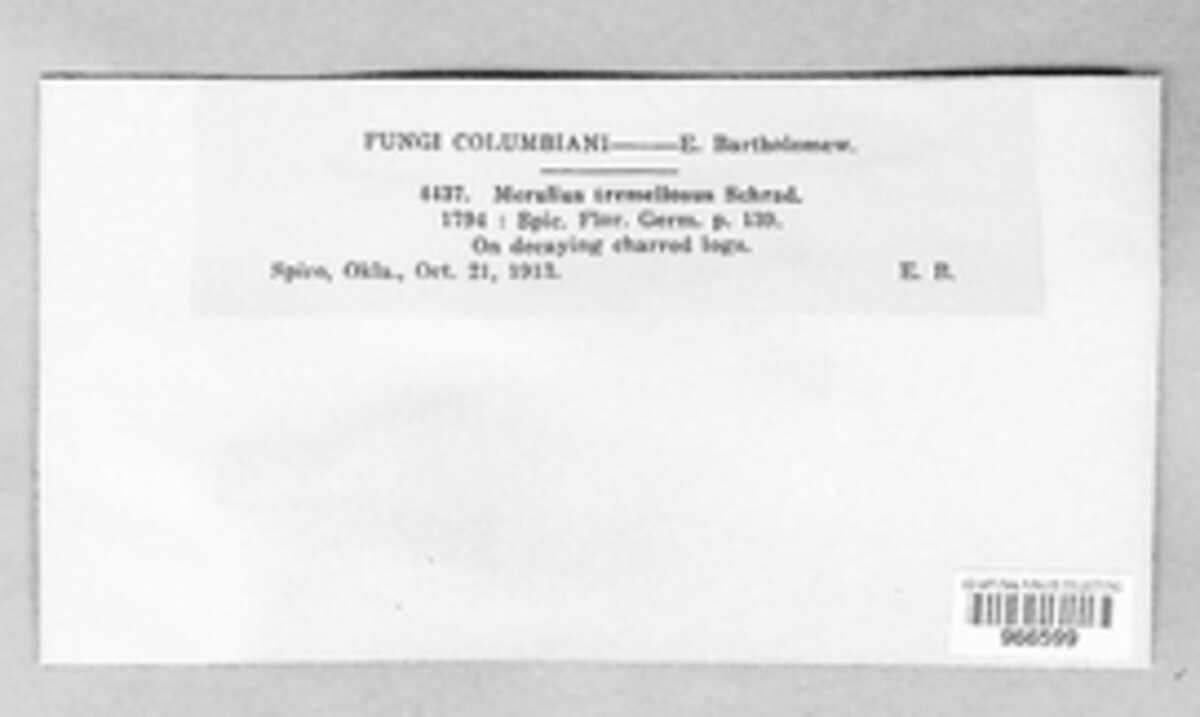 FUNGI COLUMBIANI——E. Bartholomew.
4437. Merulius tremellosus Schrad.
1794 : Spic. Flor. Germ. p. 139.
On decaying charred logs.
Spiro, Okla., Oct. 21, 1913. E. B.
966599